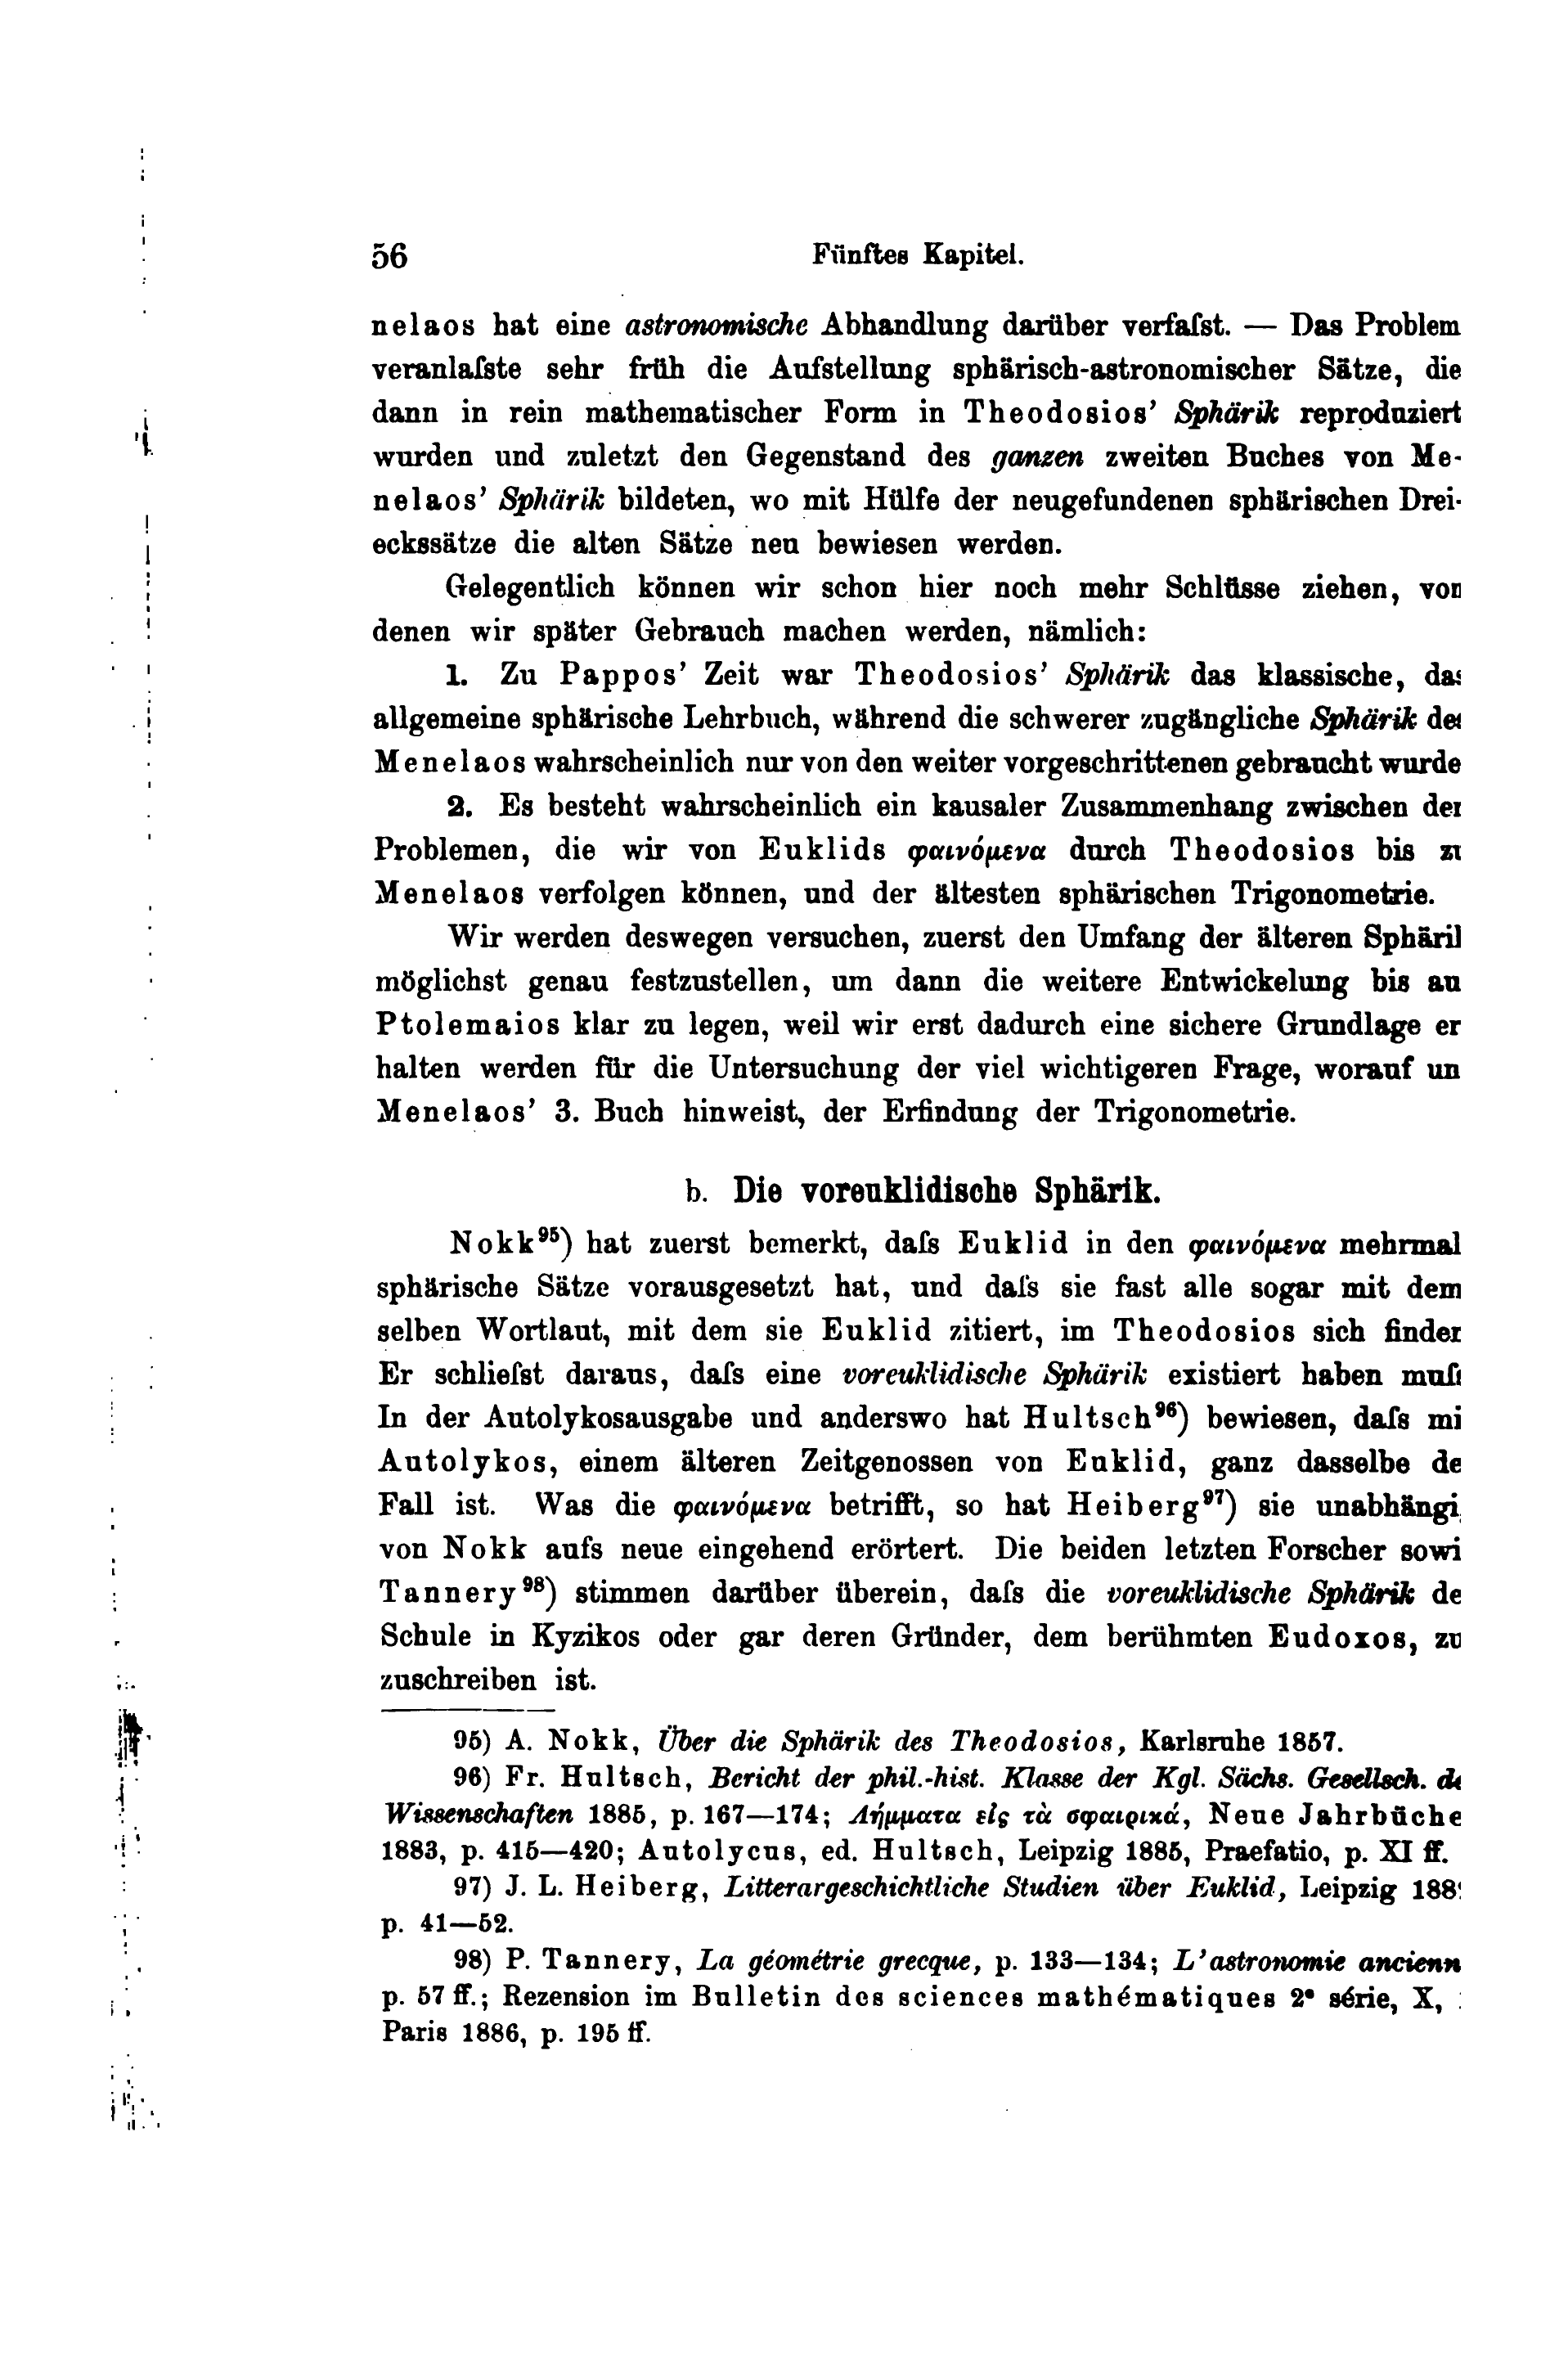 56 Fünftes Kapitel.
nelaos hat eine astronomische Abhandlung darüber verfaſst. — Das Problem
veranlaſste sehr früh die Aufstellung sphärisch-astronomischer Sätze, die
dann in rein mathematischer Form in Theodosios' Sphärik reproduziert
wurden und zuletzt den Gegenstand des ganzen zweiten Buches von Me-
nelaos' Sphärik bildeten, wo mit Hülfe der neugefundenen sphärischen Drei-
eckssätze die alten Sätze neu bewiesen werden.
Gelegentlich können wir schon hier noch mehr Schlüsse ziehen, von
denen wir später Gebrauch machen werden, nämlich:
1. Zu Pappos' Zeit war Theodosios' Sphärik das klassische, das
allgemeine sphärische Lehrbuch, während die schwerer zugängliche Sphärik des
Menelaos wahrscheinlich nur von den weiter vorgeschrittenen gebraucht wurde
2. Es besteht wahrscheinlich ein kausaler Zusammenhang zwischen den
Problemen, die wir von Euklids φαινόμενα durch Theodosios bis zu
Menelaos verfolgen können, und der ältesten sphärischen Trigonometrie.
Wir werden deswegen versuchen, zuerst den Umfang der älteren Sphärik
möglichst genau festzustellen, um dann die weitere Entwickelung bis au
Ptolemaios klar zu legen, weil wir erst dadurch eine sichere Grundlage er
halten werden für die Untersuchung der viel wichtigeren Frage, worauf un
Menelaos' 3. Buch hinweist, der Erfindung der Trigonometrie.
b. Die voreuklidische Sphärik.
Nokk⁹⁵) hat zuerst bemerkt, daſs Euklid in den φαινόμενα mehrmal
sphärische Sätze vorausgesetzt hat, und daſs sie fast alle sogar mit dem
selben Wortlaut, mit dem sie Euklid zitiert, im Theodosios sich finden
Er schlieſst daraus, daſs eine voreuklidische Sphärik existiert haben muſs
In der Autolykosausgabe und anderswo hat Hultsch⁹⁶) bewiesen, daſs mi
Autolykos, einem älteren Zeitgenossen von Euklid, ganz dasselbe de
Fall ist. Was die φαινόμενα betrifft, so hat Heiberg⁹⁷) sie unabhängi
von Nokk aufs neue eingehend erörtert. Die beiden letzten Forscher sowi
Tannery⁹⁸) stimmen darüber überein, daſs die voreuklidische Sphärik de
Schule in Kyzikos oder gar deren Gründer, dem berühmten Eudoxos, zu
zuschreiben ist.
95) A. Nokk, Über die Sphärik des Theodosios, Karlsruhe 1857.
96) Fr. Hultsch, Bericht der phil.-hist. Klasse der Kgl. Sächs. Gesellsch. de
Wissenschaften 1885, p. 167—174; Λήμματα εἰς τὰ σφαιρικά, Neue Jahrbüche
1883, p. 415—420; Autolycus, ed. Hultsch, Leipzig 1885, Praefatio, p. XI ff.
97) J. L. Heiberg, Litterargeschichtliche Studien über Euklid, Leipzig 188
p. 41—52.
98) P. Tannery, La géométrie grecque, p. 133—134; L'astronomie ancienn
p. 57 ff.; Rezension im Bulletin des sciences mathématiques 2ᵉ série, X,
Paris 1886, p. 195 ff.